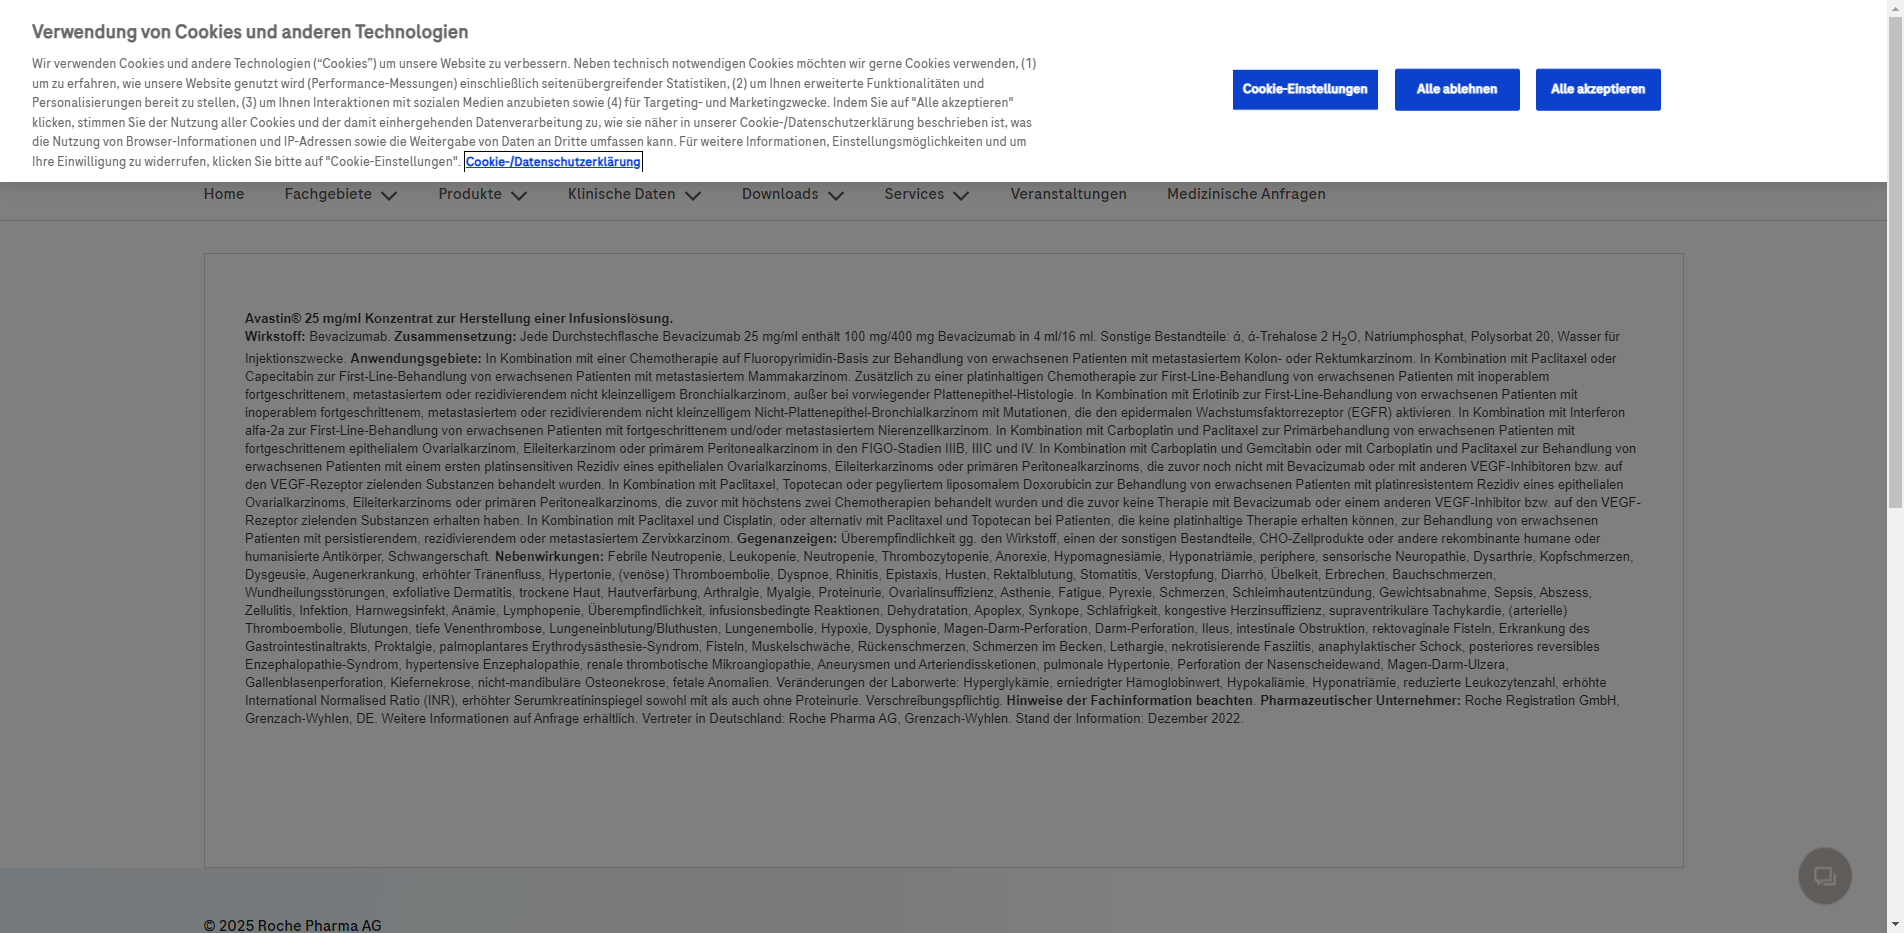 Verwendung von Cookies und anderen Technologien
Wir verwenden Cookies und andere Technologien (“Cookies”) um unsere Website zu verbessern. Neben technisch notwendigen Cookies möchten wir gerne Cookies verwenden, (1)
um zu erfahren, wie unsere Website genutzt wird (Performance-Messungen) einschließlich seitenübergreifender Statistiken, (2) um Ihnen erweiterte Funktionalitäten und
Personalisierungen bereit zu stellen, (3) um Ihnen Interaktionen mit sozialen Medien anzubieten sowie (4) für Targeting- und Marketingzwecke. Indem Sie auf "Alle akzeptieren"
klicken, stimmen Sie der Nutzung aller Cookies und der damit einhergehenden Datenverarbeitung zu, wie sie näher in unserer Cookie-/Datenschutzerklärung beschrieben ist, was
die Nutzung von Browser-Informationen und IP-Adressen sowie die Weitergabe von Daten an Dritte umfassen kann. Für weitere Informationen, Einstellungsmöglichkeiten und um
Ihre Einwilligung zu widerrufen, klicken Sie bitte auf "Cookie-Einstellungen". Cookie-/Datenschutzerklärung
Cookie-Einstellungen Alle ablehnen Alle akzeptieren
Home Fachgebiete Produkte Klinische Daten Downloads Services Veranstaltungen Medizinische Anfragen
Avastin® 25 mg/ml Konzentrat zur Herstellung einer Infusionslösung.
Wirkstoff: Bevacizumab. Zusammensetzung: Jede Durchstechflasche Bevacizumab 25 mg/ml enthält 100 mg/400 mg Bevacizumab in 4 ml/16 ml. Sonstige Bestandteile: ά, ά-Trehalose 2 H2O, Natriumphosphat, Polysorbat 20, Wasser für
Injektionszwecke. Anwendungsgebiete: In Kombination mit einer Chemotherapie auf Fluoropyrimidin-Basis zur Behandlung von erwachsenen Patienten mit metastasiertem Kolon- oder Rektumkarzinom. In Kombination mit Paclitaxel oder
Capecitabin zur First-Line-Behandlung von erwachsenen Patienten mit metastasiertem Mammakarzinom. Zusätzlich zu einer platinhaltigen Chemotherapie zur First-Line-Behandlung von erwachsenen Patienten mit inoperablem
fortgeschrittenem, metastasiertem oder rezidivierendem nicht kleinzelligem Bronchialkarzinom, außer bei vorwiegender Plattenepithel-Histologie. In Kombination mit Erlotinib zur First-Line-Behandlung von erwachsenen Patienten mit
inoperablem fortgeschrittenem, metastasiertem oder rezidivierendem nicht kleinzelligem Nicht-Plattenepithel-Bronchialkarzinom mit Mutationen, die den epidermalen Wachstumsfaktorrezeptor (EGFR) aktivieren. In Kombination mit Interferon
alfa-2a zur First-Line-Behandlung von erwachsenen Patienten mit fortgeschrittenem und/oder metastasiertem Nierenzellkarzinom. In Kombination mit Carboplatin und Paclitaxel zur Primärbehandlung von erwachsenen Patienten mit
fortgeschrittenem epithelialem Ovarialkarzinom, Eileiterkarzinom oder primärem Peritonealkarzinom in den FIGO-Stadien IIIB, IIIC und IV. In Kombination mit Carboplatin und Gemcitabin oder mit Carboplatin und Paclitaxel zur Behandlung von
erwachsenen Patienten mit einem ersten platinsensitiven Rezidiv eines epithelialen Ovarialkarzinoms, Eileiterkarzinoms oder primären Peritonealkarzinoms, die zuvor noch nicht mit Bevacizumab oder mit anderen VEGF-Inhibitoren bzw. auf
den VEGF-Rezeptor zielenden Substanzen behandelt wurden. In Kombination mit Paclitaxel, Topotecan oder pegyliertem liposomalem Doxorubicin zur Behandlung von erwachsenen Patienten mit platinresistentem Rezidiv eines epithelialen
Ovarialkarzinoms, Eileiterkarzinoms oder primären Peritonealkarzinoms, die zuvor mit höchstens zwei Chemotherapien behandelt wurden und die zuvor keine Therapie mit Bevacizumab oder einem anderen VEGF-Inhibitor bzw. auf den VEGF-
Rezeptor zielenden Substanzen erhalten haben. In Kombination mit Paclitaxel und Cisplatin, oder alternativ mit Paclitaxel und Topotecan bei Patienten, die keine platinhaltige Therapie erhalten können, zur Behandlung von erwachsenen
Patienten mit persistierendem, rezidivierendem oder metastasiertem Zervixkarzinom. Gegenanzeigen: Überempfindlichkeit gg. den Wirkstoff, einen der sonstigen Bestandteile, CHO-Zellprodukte oder andere rekombinante humane oder
humanisierte Antikörper, Schwangerschaft. Nebenwirkungen: Febrile Neutropenie, Leukopenie, Neutropenie, Thrombozytopenie, Anorexie, Hypomagnesiämie, Hyponatriämie, periphere, sensorische Neuropathie, Dysarthrie, Kopfschmerzen,
Dysgeusie, Augenerkrankung, erhöhter Tränenfluss, Hypertonie, (venöse) Thromboembolie, Dyspnoe, Rhinitis, Epistaxis, Husten, Rektalblutung, Stomatitis, Verstopfung, Diarrhö, Übelkeit, Erbrechen, Bauchschmerzen,
Wundheilungsstörungen, exfoliative Dermatitis, trockene Haut, Hautverfärbung, Arthralgie, Myalgie, Proteinurie, Ovarialinsuffizienz, Asthenie, Fatigue, Pyrexie, Schmerzen, Schleimhautentzündung, Gewichtsabnahme, Sepsis, Abszess,
Zellulitis, Infektion, Harnwegsinfekt, Anämie, Lymphopenie, Überempfindlichkeit, infusionsbedingte Reaktionen, Dehydratation, Apoplex, Synkope, Schläfrigkeit, kongestive Herzinsuffizienz, supraventrikuläre Tachykardie, (arterielle)
Thromboembolie, Blutungen, tiefe Venenthrombose, Lungeneinblutung/Bluthusten, Lungenembolie, Hypoxie, Dysphonie, Magen-Darm-Perforation, Darm-Perforation, Ileus, intestinale Obstruktion, rektovaginale Fisteln, Erkrankung des
Gastrointestinaltrakts, Proktalgie, palmoplantares Erythrodysästhesie-Syndrom, Fisteln, Muskelschwäche, Rückenschmerzen, Schmerzen im Becken, Lethargie, nekrotisierende Fasziitis, anaphylaktischer Schock, posteriores reversibles
Enzephalopathie-Syndrom, hypertensive Enzephalopathie, renale thrombotische Mikroangiopathie, Aneurysmen und Arteriendissketionen, pulmonale Hypertonie, Perforation der Nasenscheidewand, Magen-Darm-Ulzera,
Gallenblasenperforation, Kiefernekrose, nicht-mandibuläre Osteonekrose, fetale Anomalien. Veränderungen der Laborwerte: Hyperglykämie, erniedrigter Hämoglobinwert, Hypokaliämie, Hyponatriämie, reduzierte Leukozytenzahl, erhöhte
International Normalised Ratio (INR), erhöhter Serumkreatininspiegel sowohl mit als auch ohne Proteinurie. Verschreibungspflichtig. Hinweise der Fachinformation beachten. Pharmazeutischer Unternehmer: Roche Registration GmbH,
Grenzach-Wyhlen, DE. Weitere Informationen auf Anfrage erhältlich. Vertreter in Deutschland: Roche Pharma AG, Grenzach-Wyhlen. Stand der Information: Dezember 2022.
© 2025 Roche Pharma AG